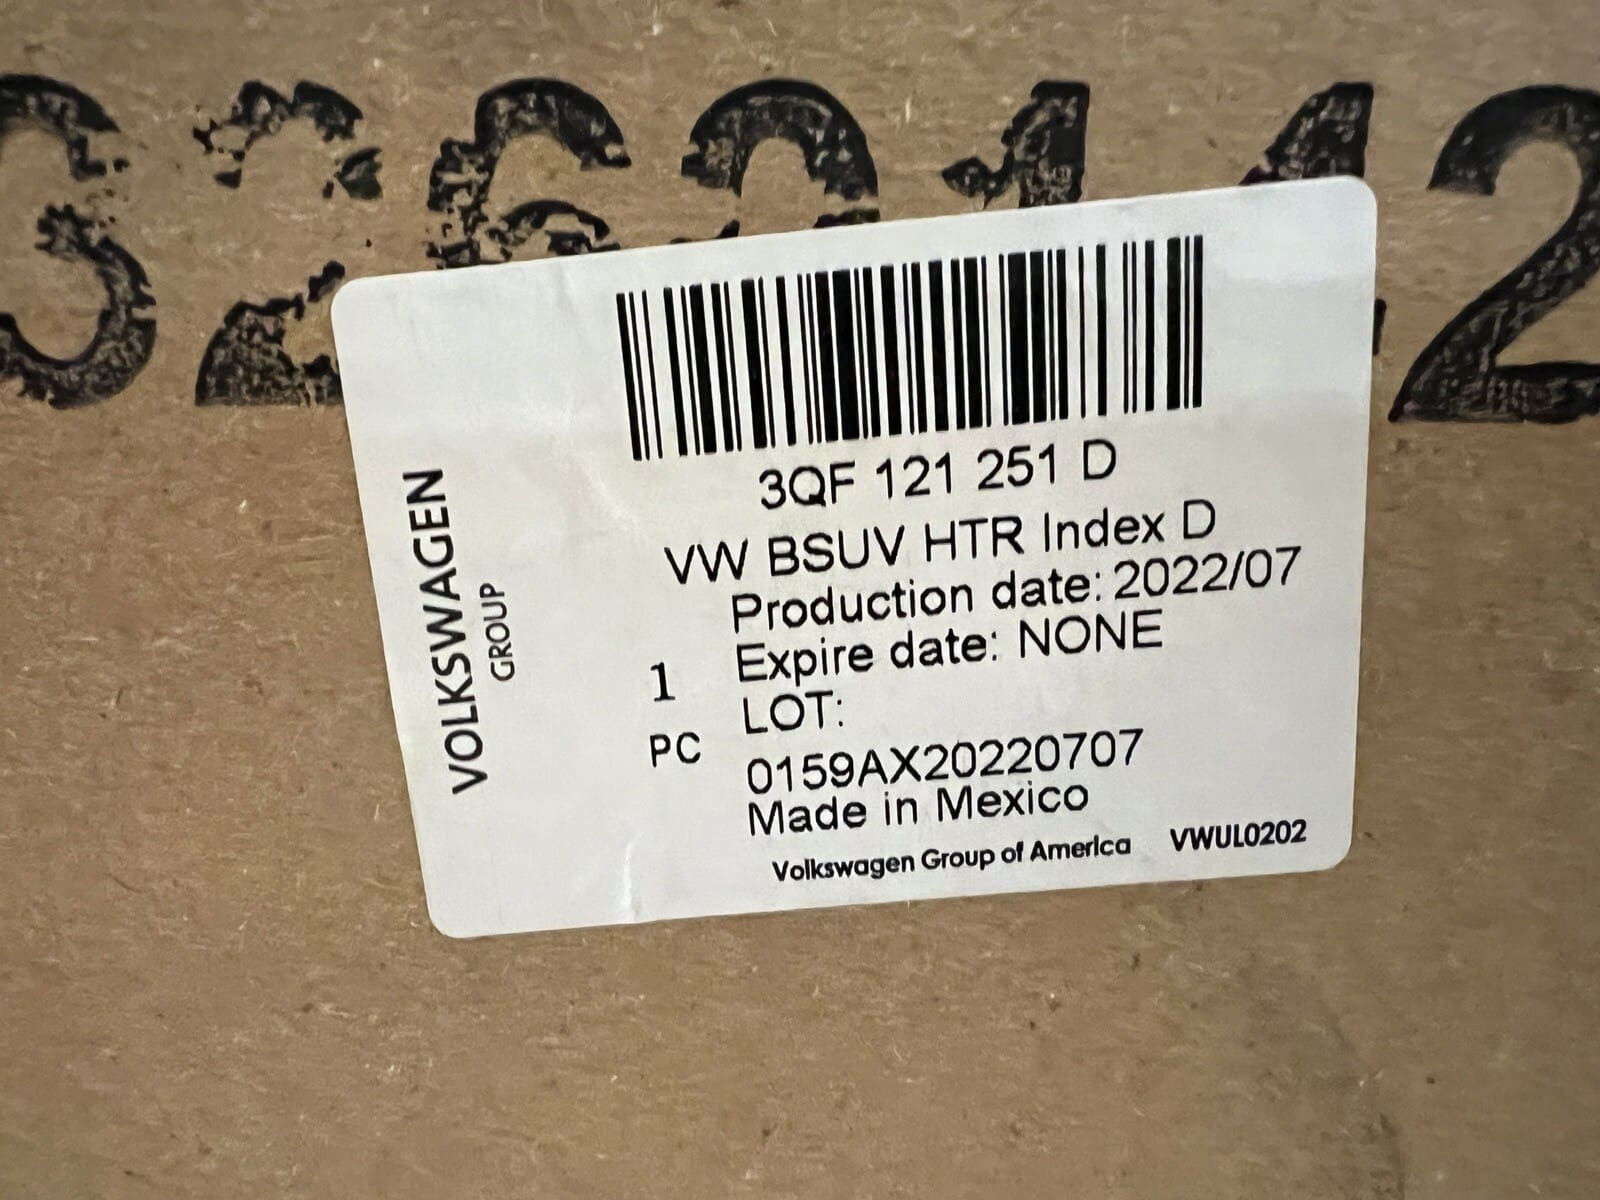 3QF 121 251 D
VW BSUV HTR Index D
Production date: 2022/07
Expire date: NONE
1
PC
LOT:
0159AX20220707
Made in Mexico
Volkswagen Group of America VWUL0202
VOLKSWAGEN
GROUP